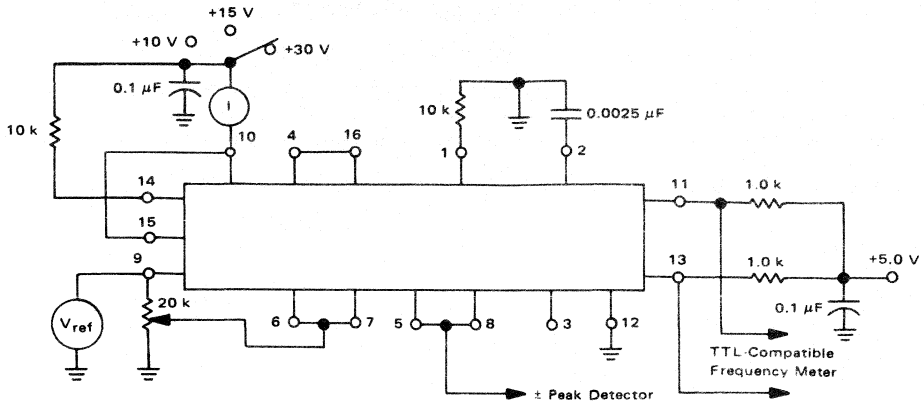 +15 V
+10 V
+30 V
0.1 μF
I
10 k
10
4
16
10 k
0.0025 μF
1
2
14
11
1.0 k
15
9
13
1.0 k
+5.0 V
20 k
Vref
6
7
5
8
3
12
0.1 μF
TTL-Compatible
Frequency Meter
± Peak Detector